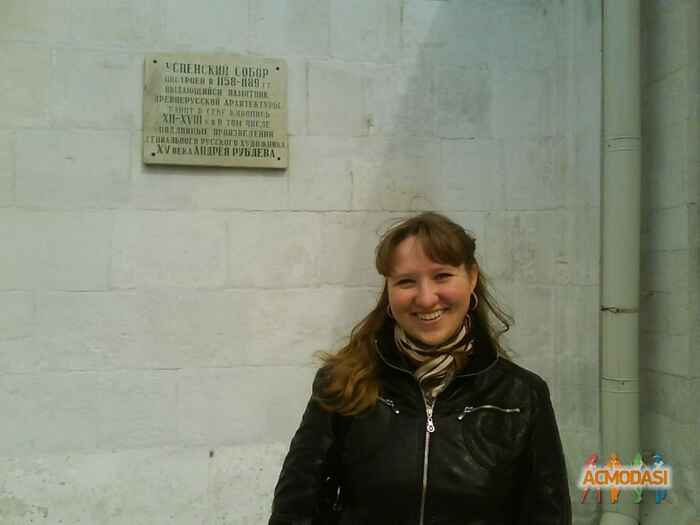 УСПЕНСКИЙ СОБОР
ПОСТРОЕН В 1158-1189 ГГ.
ВЫДАЮЩИЙСЯ ПАМЯТНИК
ДРЕВНЕРУССКОЙ АРХИТЕКТУРЫ.
ХРАНИТ В СЕБЕ ЖИВОПИСЬ
XII-XVIII в.в В ТОМ ЧИСЛЕ
ПОДЛИННЫЕ ПРОИЗВЕДЕНИЯ
ГЕНИАЛЬНОГО РУССКОГО ХУДОЖНИКА
XV ВЕКА АНДРЕЯ РУБЛЕВА
ACMODASI